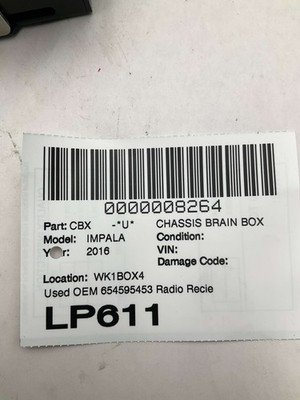 0000008264
Part: CBX -*U* CHASSIS BRAIN BOX
Model: IMPALA Condition:
Year: 2016 VIN:
Damage Code:
Location: WK1BOX4
Used OEM 654595453 Radio Recie
LP611